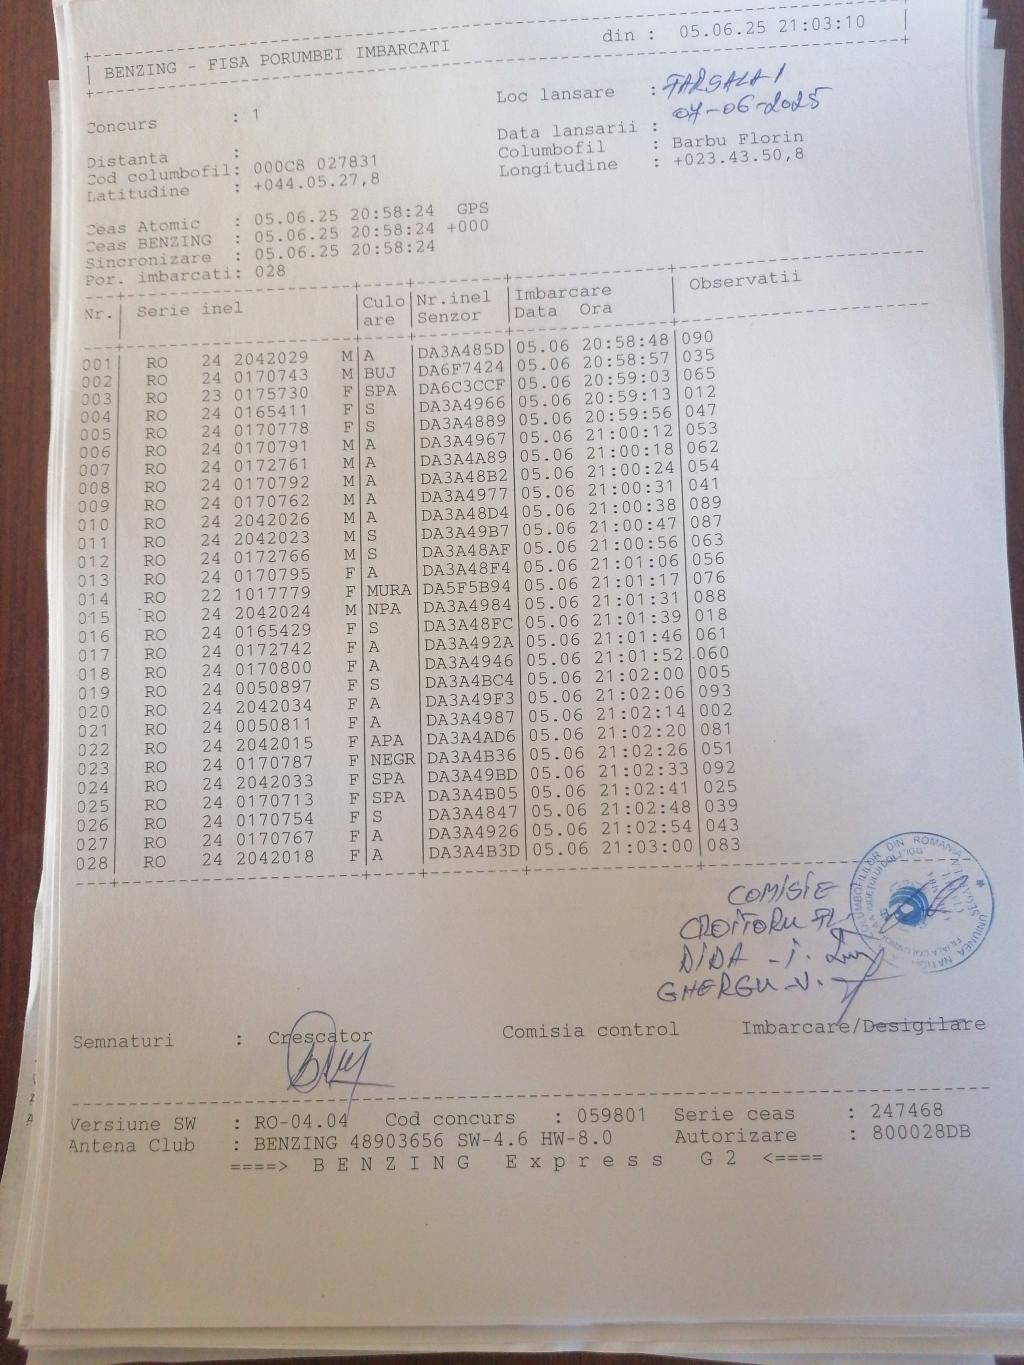 BENZING - FISA PORUMBEI IMBARCATI din : 05.06.25 21:03:10
Concurs : 1 Loc lansare : FARSALA 1
Data lansarii : 07-06-2025
Distanta : Columbofil : Barbu Florin
Cod columbofil: 000C8 027831 Longitudine : +023.43.50,8
Latitudine : +044.05.27,8
Ceas Atomic : 05.06.25 20:58:24 GPS
Ceas BENZING : 05.06.25 20:58:24 +000
Sincronizare : 05.06.25 20:58:24
Por. imbarcati: 028
Nr. Serie inel Culo Nr.inel Imbarcare Observatii
are Senzor Data Ora
001 RO 24 2042029 M A DA3A485D 05.06 20:58:48 090
002 RO 24 0170743 M BUJ DA6F7424 05.06 20:58:57 035
003 RO 23 0175730 F SPA DA6C3CCF 05.06 20:59:03 065
004 RO 24 0165411 F S DA3A4966 05.06 20:59:13 012
005 RO 24 0170778 F S DA3A4889 05.06 20:59:56 047
006 RO 24 0170791 M A DA3A4967 05.06 21:00:12 053
007 RO 24 0172761 M A DA3A4A89 05.06 21:00:18 062
008 RO 24 0170792 M A DA3A48B2 05.06 21:00:24 054
009 RO 24 0170762 M A DA3A4977 05.06 21:00:31 041
010 RO 24 2042026 M A DA3A48D4 05.06 21:00:38 089
011 RO 24 2042023 M S DA3A49B7 05.06 21:00:47 087
012 RO 24 0172766 M S DA3A48AF 05.06 21:00:56 063
013 RO 24 0170795 F A DA3A48F4 05.06 21:01:06 056
014 RO 22 1017779 F MURA DA5F5B94 05.06 21:01:17 076
015 RO 24 2042024 M NPA DA3A4984 05.06 21:01:31 088
016 RO 24 0165429 F S DA3A48FC 05.06 21:01:39 018
017 RO 24 0172742 F A DA3A492A 05.06 21:01:46 061
018 RO 24 0170800 F A DA3A4946 05.06 21:01:52 060
019 RO 24 0050897 F S DA3A4BC4 05.06 21:02:00 005
020 RO 24 2042034 F A DA3A49F3 05.06 21:02:06 093
021 RO 24 0050811 F A DA3A4987 05.06 21:02:14 002
022 RO 24 2042015 F APA DA3A4AD6 05.06 21:02:20 081
023 RO 24 0170787 F NEGR DA3A4B36 05.06 21:02:26 051
024 RO 24 2042033 F SPA DA3A49BD 05.06 21:02:33 092
025 RO 24 0170713 F SPA DA3A4B05 05.06 21:02:41 025
026 RO 24 0170754 F S DA3A4847 05.06 21:02:48 039
027 RO 24 0170767 F A DA3A4926 05.06 21:02:54 043
028 RO 24 2042018 F A DA3A4B3D 05.06 21:03:00 083
COMISIE
CROITORU FL
DIDA - I.
GHERGU - V.
Semnaturi : Crescator Comisia control Imbarcare/Desigilare
Versiune SW : RO-04.04 Cod concurs : 059801 Serie ceas : 247468
Antena Club : BENZING 48903656 SW-4.6 HW-8.0 Autorizare : 800028DB
====> B E N Z I N G E x p r e s s G 2 <====